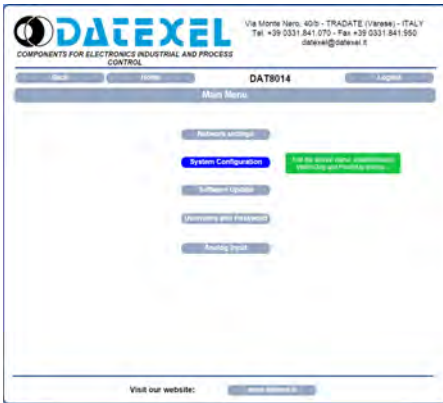 DATEXEL
COMPONENTS FOR ELECTRONICS INDUSTRIAL AND PROCESS
CONTROL
Via Monte Nero, 40/b - TRADATE (Varese) - ITALY
Tel. +39 0331.841.070 - Fax +39 0331.841.950
datexel@datexel.it
Back
Home
DAT8014
Logout
Main Menu
Network settings
System Configuration
Software Update
Username and Password
Analog Input
Visit our website:
www.datexel.it